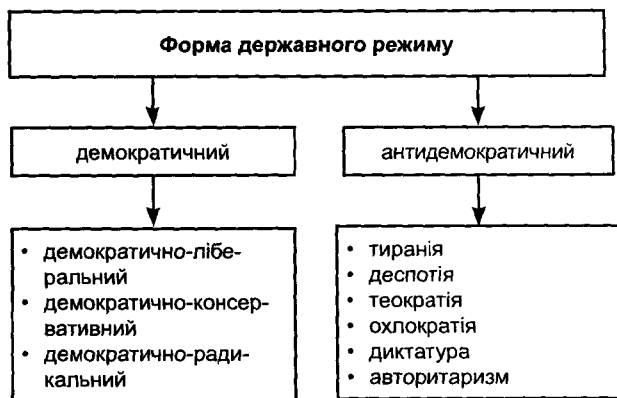 Форма державного режиму
демократичний
антидемократичний
• демократично-лібе-
ральний
• демократично-консер-
вативний
• демократично-ради-
кальний
• тиранія
• деспотія
• теократія
• охлократія
• диктатура
• авторитаризм